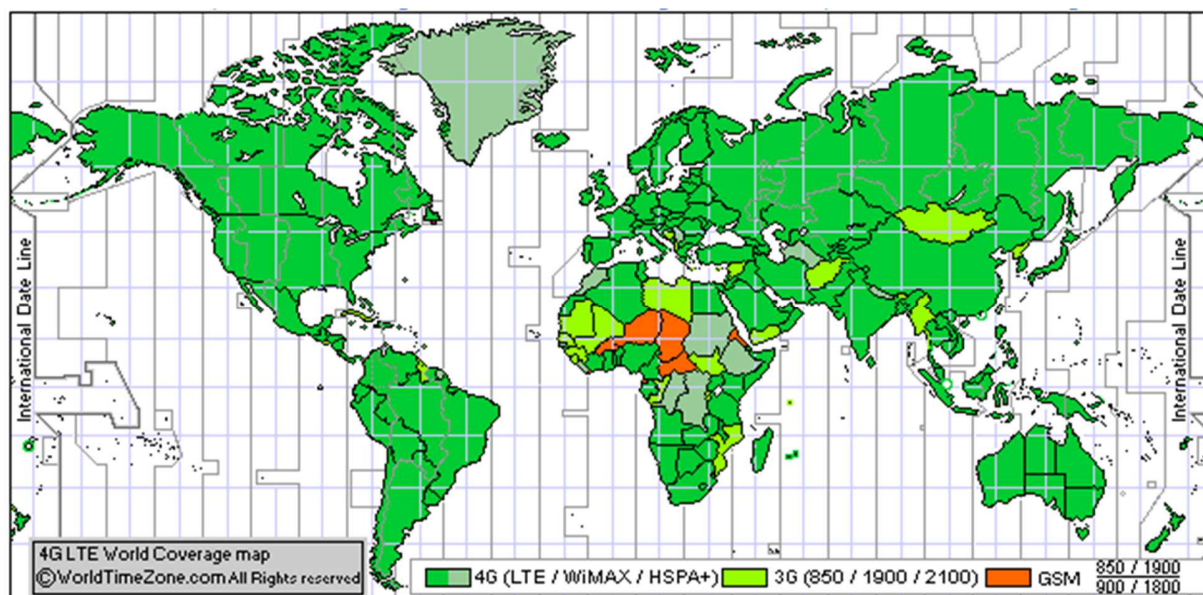 International Date Line
International Date Line
4G LTE World Coverage map
©WorldTimeZone.com All Rights reserved
4G (LTE / WiMAX / HSPA+) 3G (850 / 1900 / 2100) GSM 850 / 1900
900 / 1800